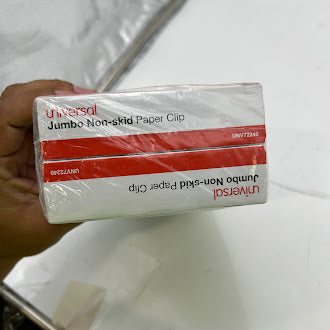 universal
Jumbo Non-skid Paper Clip
UNV72240
UNV72240
Jumbo Non-skid Paper Clip
universal